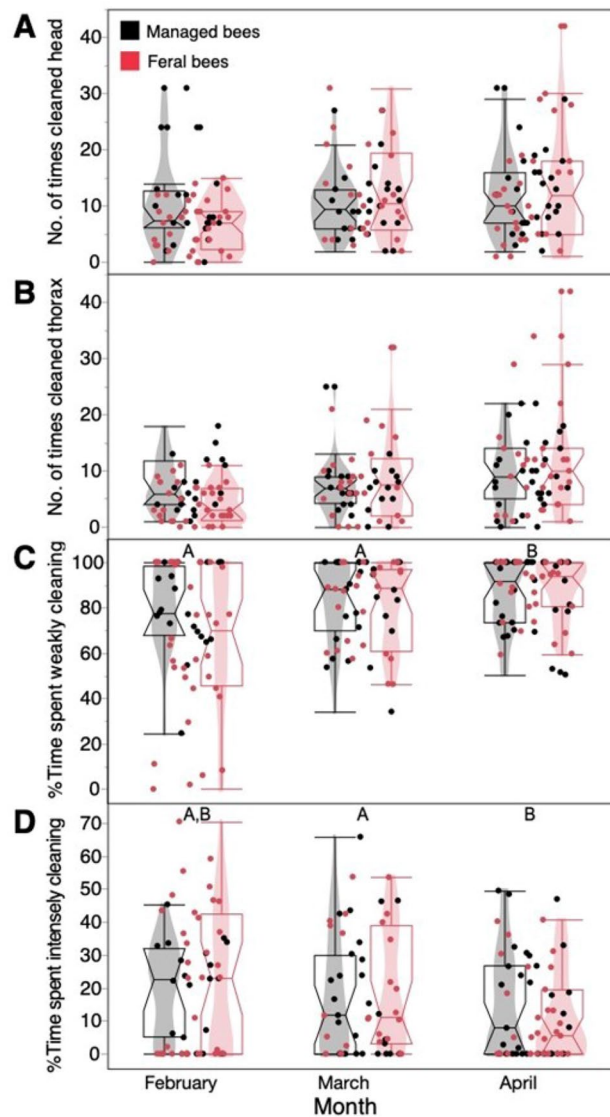 A
No. of times cleaned head
40
30
20
10
0
Managed bees
Feral bees
B
No. of times cleaned thorax
40
30
20
10
0
C
%Time spent weakly cleaning
100
80
60
40
20
0
A
A
B
D
%Time spent intensely cleaning
70
60
50
40
30
20
10
0
A,B
A
B
February
March
April
Month